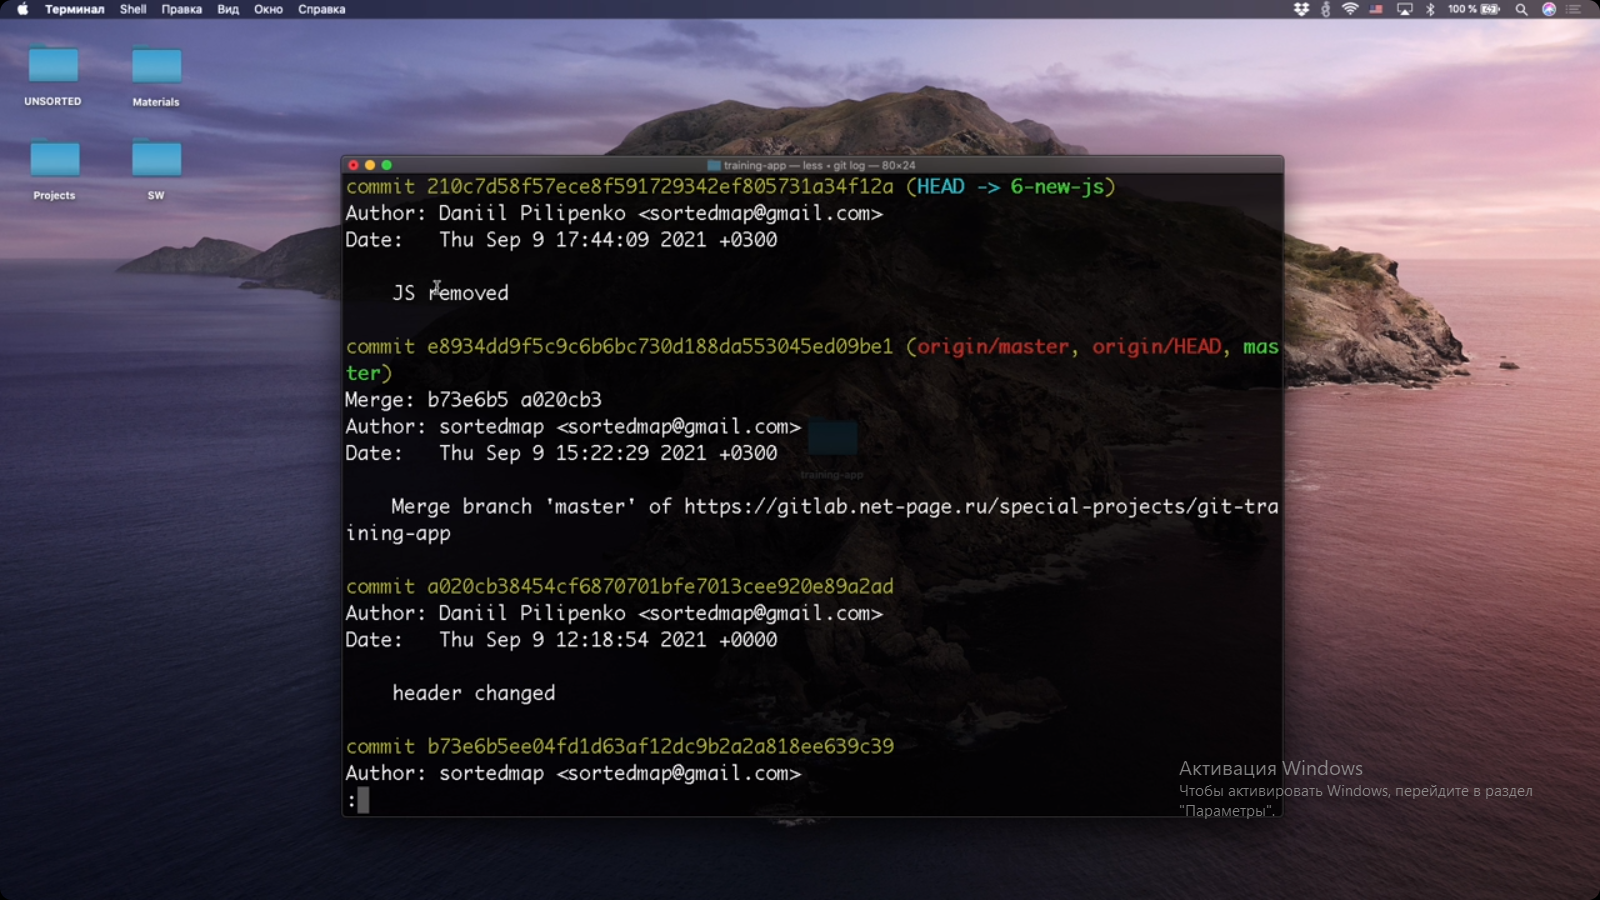 Терминал Shell Правка Вид Окно Справка 100 %
UNSORTED Materials
Projects SW
training-app — less • git log — 80×24
commit 210c7d58f57ece8f591729342ef805731a34f12a (HEAD -> 6-new-js)
Author: Daniil Pilipenko <sortedmap@gmail.com>
Date:   Thu Sep 9 17:44:09 2021 +0300
JS removed
commit e8934dd9f5c9c6b6bc730d188da553045ed09be1 (origin/master, origin/HEAD, mas
ter)
Merge: b73e6b5 a020cb3
Author: sortedmap <sortedmap@gmail.com>
Date:   Thu Sep 9 15:22:29 2021 +0300
training-app
Merge branch 'master' of https://gitlab.net-page.ru/special-projects/git-tra
ining-app
commit a020cb38454cf6870701bfe7013cee920e89a2ad
Author: Daniil Pilipenko <sortedmap@gmail.com>
Date:   Thu Sep 9 12:18:54 2021 +0000
header changed
commit b73e6b5ee04fd1d63af12dc9b2a2a818ee639c39
Author: sortedmap <sortedmap@gmail.com>
:
Активация Windows
Чтобы активировать Windows, перейдите в раздел
"Параметры".